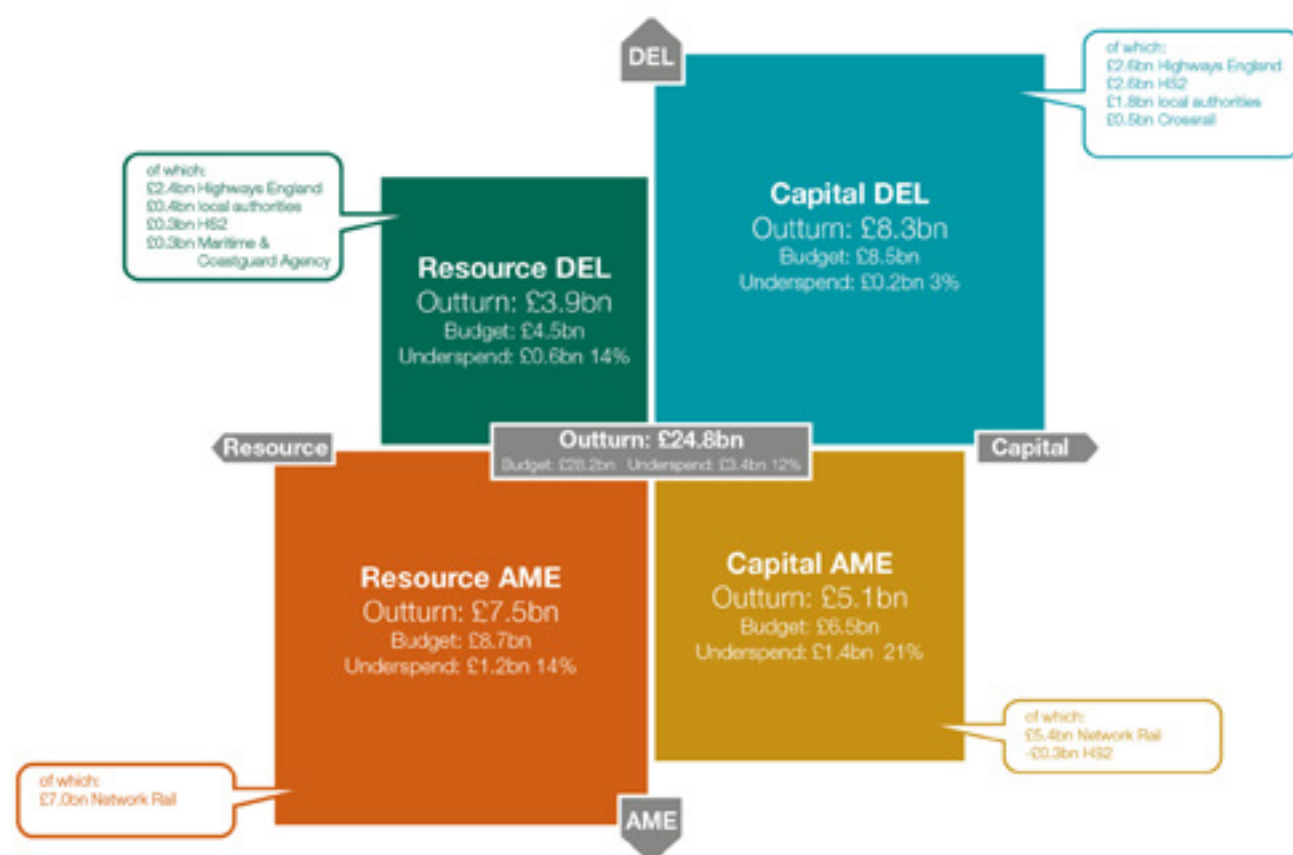 DEL
of which:
£2.6bn Highways England
£2.6bn HS2
£1.8bn local authorities
£0.5bn Crossrail
of which:
£2.4bn Highways England
£0.4bn local authorities
£0.3bn HS2
£0.3bn Maritime &
Coastguard Agency
Capital DEL
Outturn: £8.3bn
Budget: £8.5bn
Underspend: £0.2bn 3%
Resource DEL
Outturn: £3.9bn
Budget: £4.5bn
Underspend: £0.6bn 14%
Resource
Outturn: £24.8bn
Budget: £28.2bn Underspend: £3.4bn 12%
Capital
Resource AME
Outturn: £7.5bn
Budget: £8.7bn
Underspend: £1.2bn 14%
Capital AME
Outturn: £5.1bn
Budget: £6.5bn
Underspend: £1.4bn 21%
of which:
£5.4bn Network Rail
-£0.3bn HS2
of which:
£7.0bn Network Rail
AME